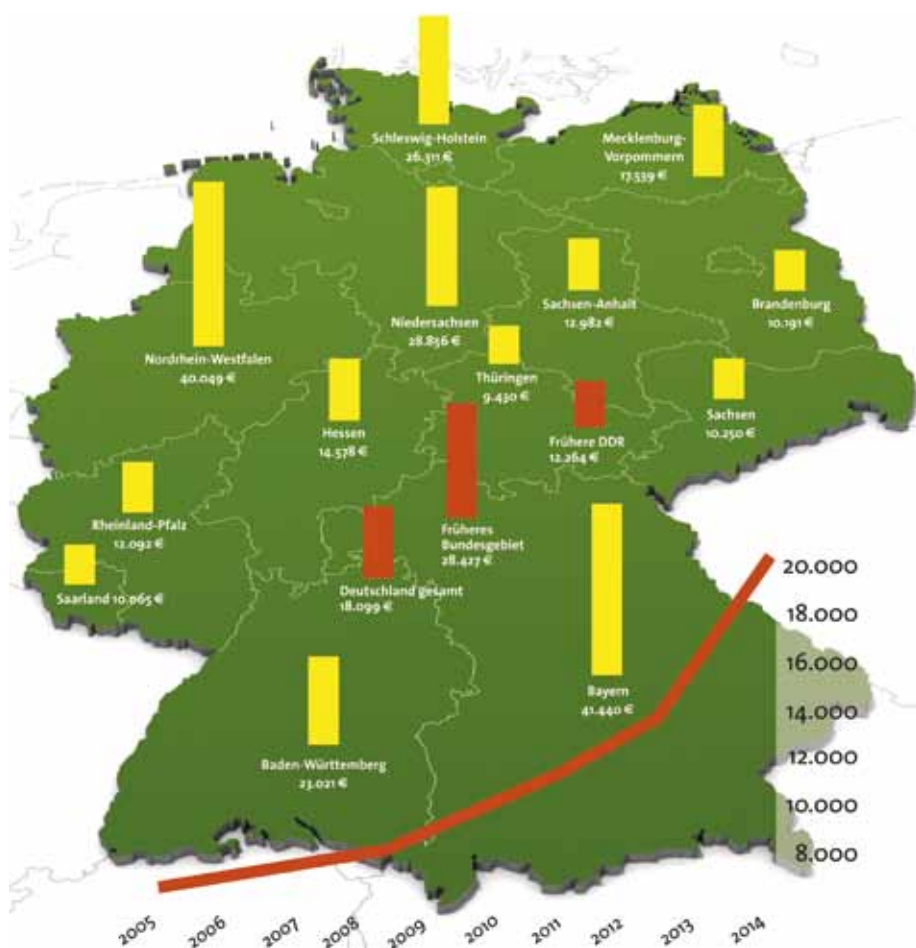 Schleswig-Holstein
26.311 €
Mecklenburg-
Vorpommern
17.539 €
Nordrhein-Westfalen
40.049 €
Niedersachsen
28.856 €
Sachsen-Anhalt
12.982 €
Brandenburg
10.191 €
Thüringen
9.430 €
Hessen
14.578 €
Frühere DDR
12.264 €
Sachsen
10.250 €
Rheinland-Pfalz
12.092 €
Früheres
Bundesgebiet
28.427 €
Saarland 10.065 €
Deutschland gesamt
18.099 €
Bayern
41.440 €
Baden-Württemberg
23.021 €
20.000
18.000
16.000
14.000
12.000
10.000
8.000
2005 2006 2007 2008 2009 2010 2011 2012 2013 2014